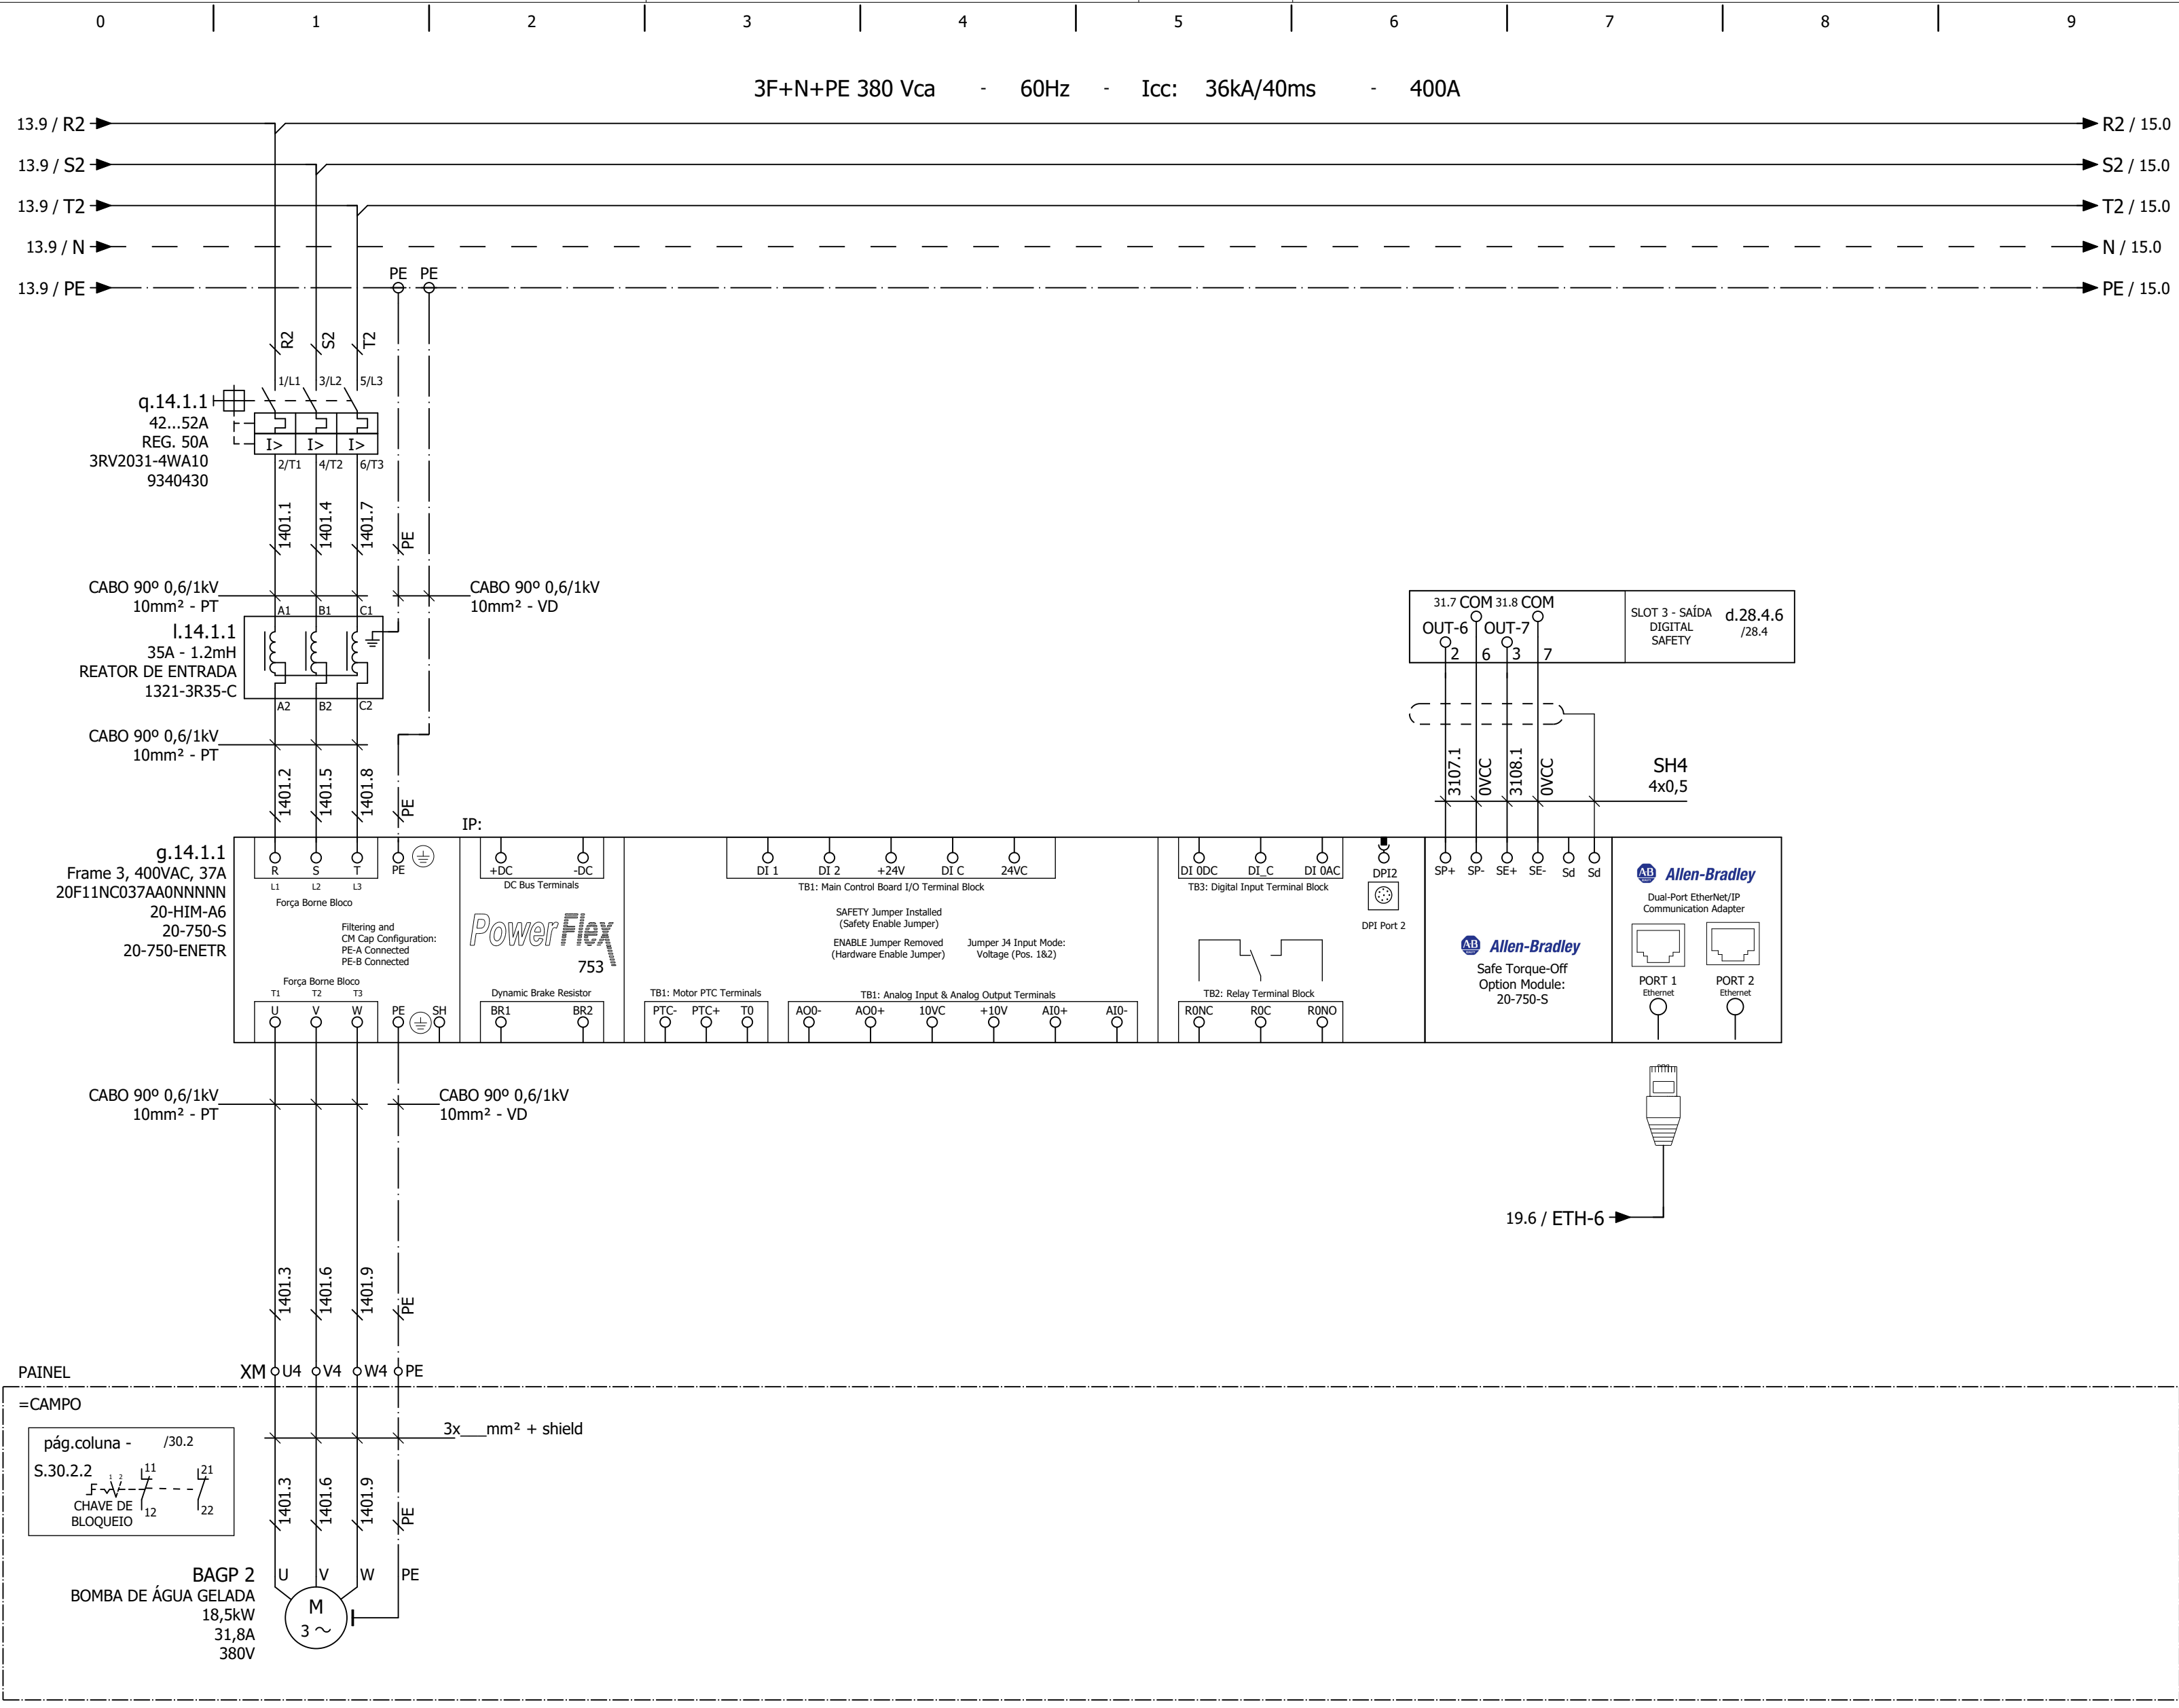 0 1 2 3 4 5 6 7 8 9
3F+N+PE 380 Vca - 60Hz - Icc: 36kA/40ms - 400A
13.9 / R2 R2 / 15.0
13.9 / S2 S2 / 15.0
13.9 / T2 T2 / 15.0
13.9 / N N / 15.0
PE PE
13.9 / PE PE / 15.0
R2 S2 T2
1/L1 3/L2 5/L3
q.14.1.1
42...52A
REG. 50A
I> I> I>
3RV2031-4WA10
2/T1 4/T2 6/T3
9340430
1401.1 1401.4 1401.7 PE
CABO 90º 0,6/1kV
10mm² - PT
CABO 90º 0,6/1kV
10mm² - VD
A1 B1 C1
l.14.1.1
35A - 1.2mH
REATOR DE ENTRADA
1321-3R35-C
A2 B2 C2
CABO 90º 0,6/1kV
10mm² - PT
1401.2 1401.5 1401.8 PE
31.7 COM 31.8 COM
OUT-6 OUT-7
2 6 3 7
SLOT 3 - SAÍDA
DIGITAL
SAFETY
d.28.4.6
/28.4
3107.1 0VCC 3108.1 0VCC
SH4
4x0,5
IP:
g.14.1.1
Frame 3, 400VAC, 37A
20F11NC037AA0NNNNN
20-HIM-A6
20-750-S
20-750-ENETR
R S T PE
L1 L2 L3
Força Borne Bloco
Filtering and
CM Cap Configuration:
PE-A Connected
PE-B Connected
Força Borne Bloco
T1 T2 T3
U V W PE SH
+DC -DC
DC Bus Terminals
PowerFlex
753
Dynamic Brake Resistor
BR1 BR2
DI 1 DI 2 +24V DI C 24VC
TB1: Main Control Board I/O Terminal Block
SAFETY Jumper Installed
(Safety Enable Jumper)
ENABLE Jumper Removed
(Hardware Enable Jumper)
Jumper J4 Input Mode:
Voltage (Pos. 1&2)
TB1: Motor PTC Terminals
PTC- PTC+ T0
TB1: Analog Input & Analog Output Terminals
AO0- AO0+ 10VC +10V AI0+ AI0-
DI 0DC DI_C DI 0AC
TB3: Digital Input Terminal Block
TB2: Relay Terminal Block
R0NC R0C R0NO
DPI2
DPI Port 2
SP+ SP- SE+ SE- Sd Sd
AB Allen-Bradley
Safe Torque-Off
Option Module:
20-750-S
AB Allen-Bradley
Dual-Port EtherNet/IP
Communication Adapter
PORT 1 PORT 2
Ethernet Ethernet
CABO 90º 0,6/1kV
10mm² - PT
CABO 90º 0,6/1kV
10mm² - VD
19.6 / ETH-6
1401.3 1401.6 1401.9 PE
PAINEL
XM U4 V4 W4 PE
=CAMPO
3x___mm² + shield
pág.coluna - /30.2
S.30.2.2
1 2 11 21
CHAVE DE
BLOQUEIO
12 22
1401.3 1401.6 1401.9 PE
BAGP 2
BOMBA DE ÁGUA GELADA
18,5kW
31,8A
380V
U V W PE
M
3 ~